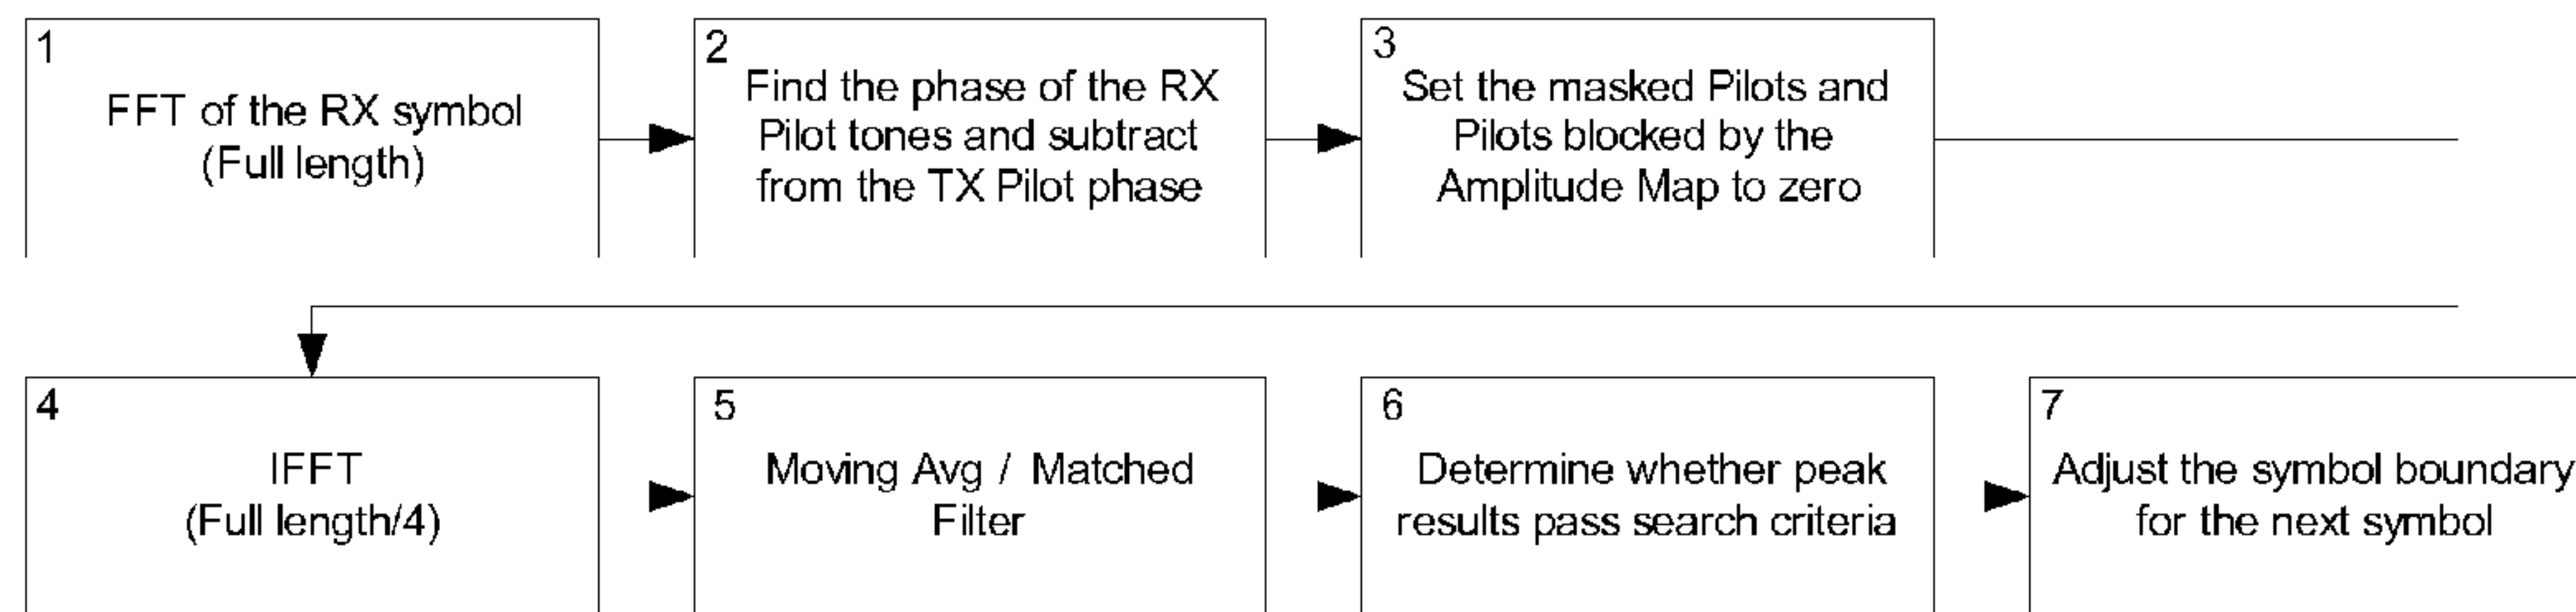 1
FFT of the RX symbol
(Full length)
2
Find the phase of the RX
Pilot tones and subtract
from the TX Pilot phase
3
Set the masked Pilots and
Pilots blocked by the
Amplitude Map to zero
4
IFFT
(Full length/4)
5
Moving Avg / Matched
Filter
6
Determine whether peak
results pass search criteria
7
Adjust the symbol boundary
for the next symbol